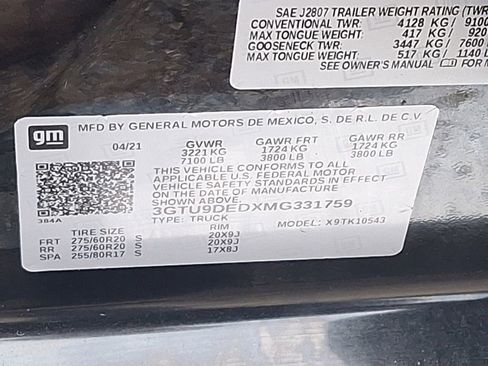 SAE J2807 TRAILER WEIGHT RATING (TWR
CONVENTIONAL TWR: 4128 KG / 9100
MAX TONGUE WEIGHT: 417 KG / 920
GOOSENECK TWR: 3447 KG / 7600
MAX TONGUE WEIGHT: 517 KG / 1140 L
SEE OWNER'S MANUAL / FOR M
gm
MFD BY GENERAL MOTORS DE MEXICO, S. DE R.L. DE C.V.
04/21 GVWR GAWR FRT GAWR RR
3221 KG 1724 KG 1724 KG
7100 LB 3800 LB 3800 LB
THIS VEHICLE CONFORMS TO ALL
APPLICABLE U.S. FEDERAL MOTOR
VEHICLE SAFETY STANDARDS IN EFFECT
ON THE DATE OF MANUFACTURE
SHOWN ABOVE.
3GTU9DEDXMG331759
TYPE: TRUCK MODEL: X9TK10543
384A
TIRE SIZE RIM
FRT 275/60R20 S 20X9J
RR 275/60R20 S 20X9J
SPA 255/80R17 S 17X8J